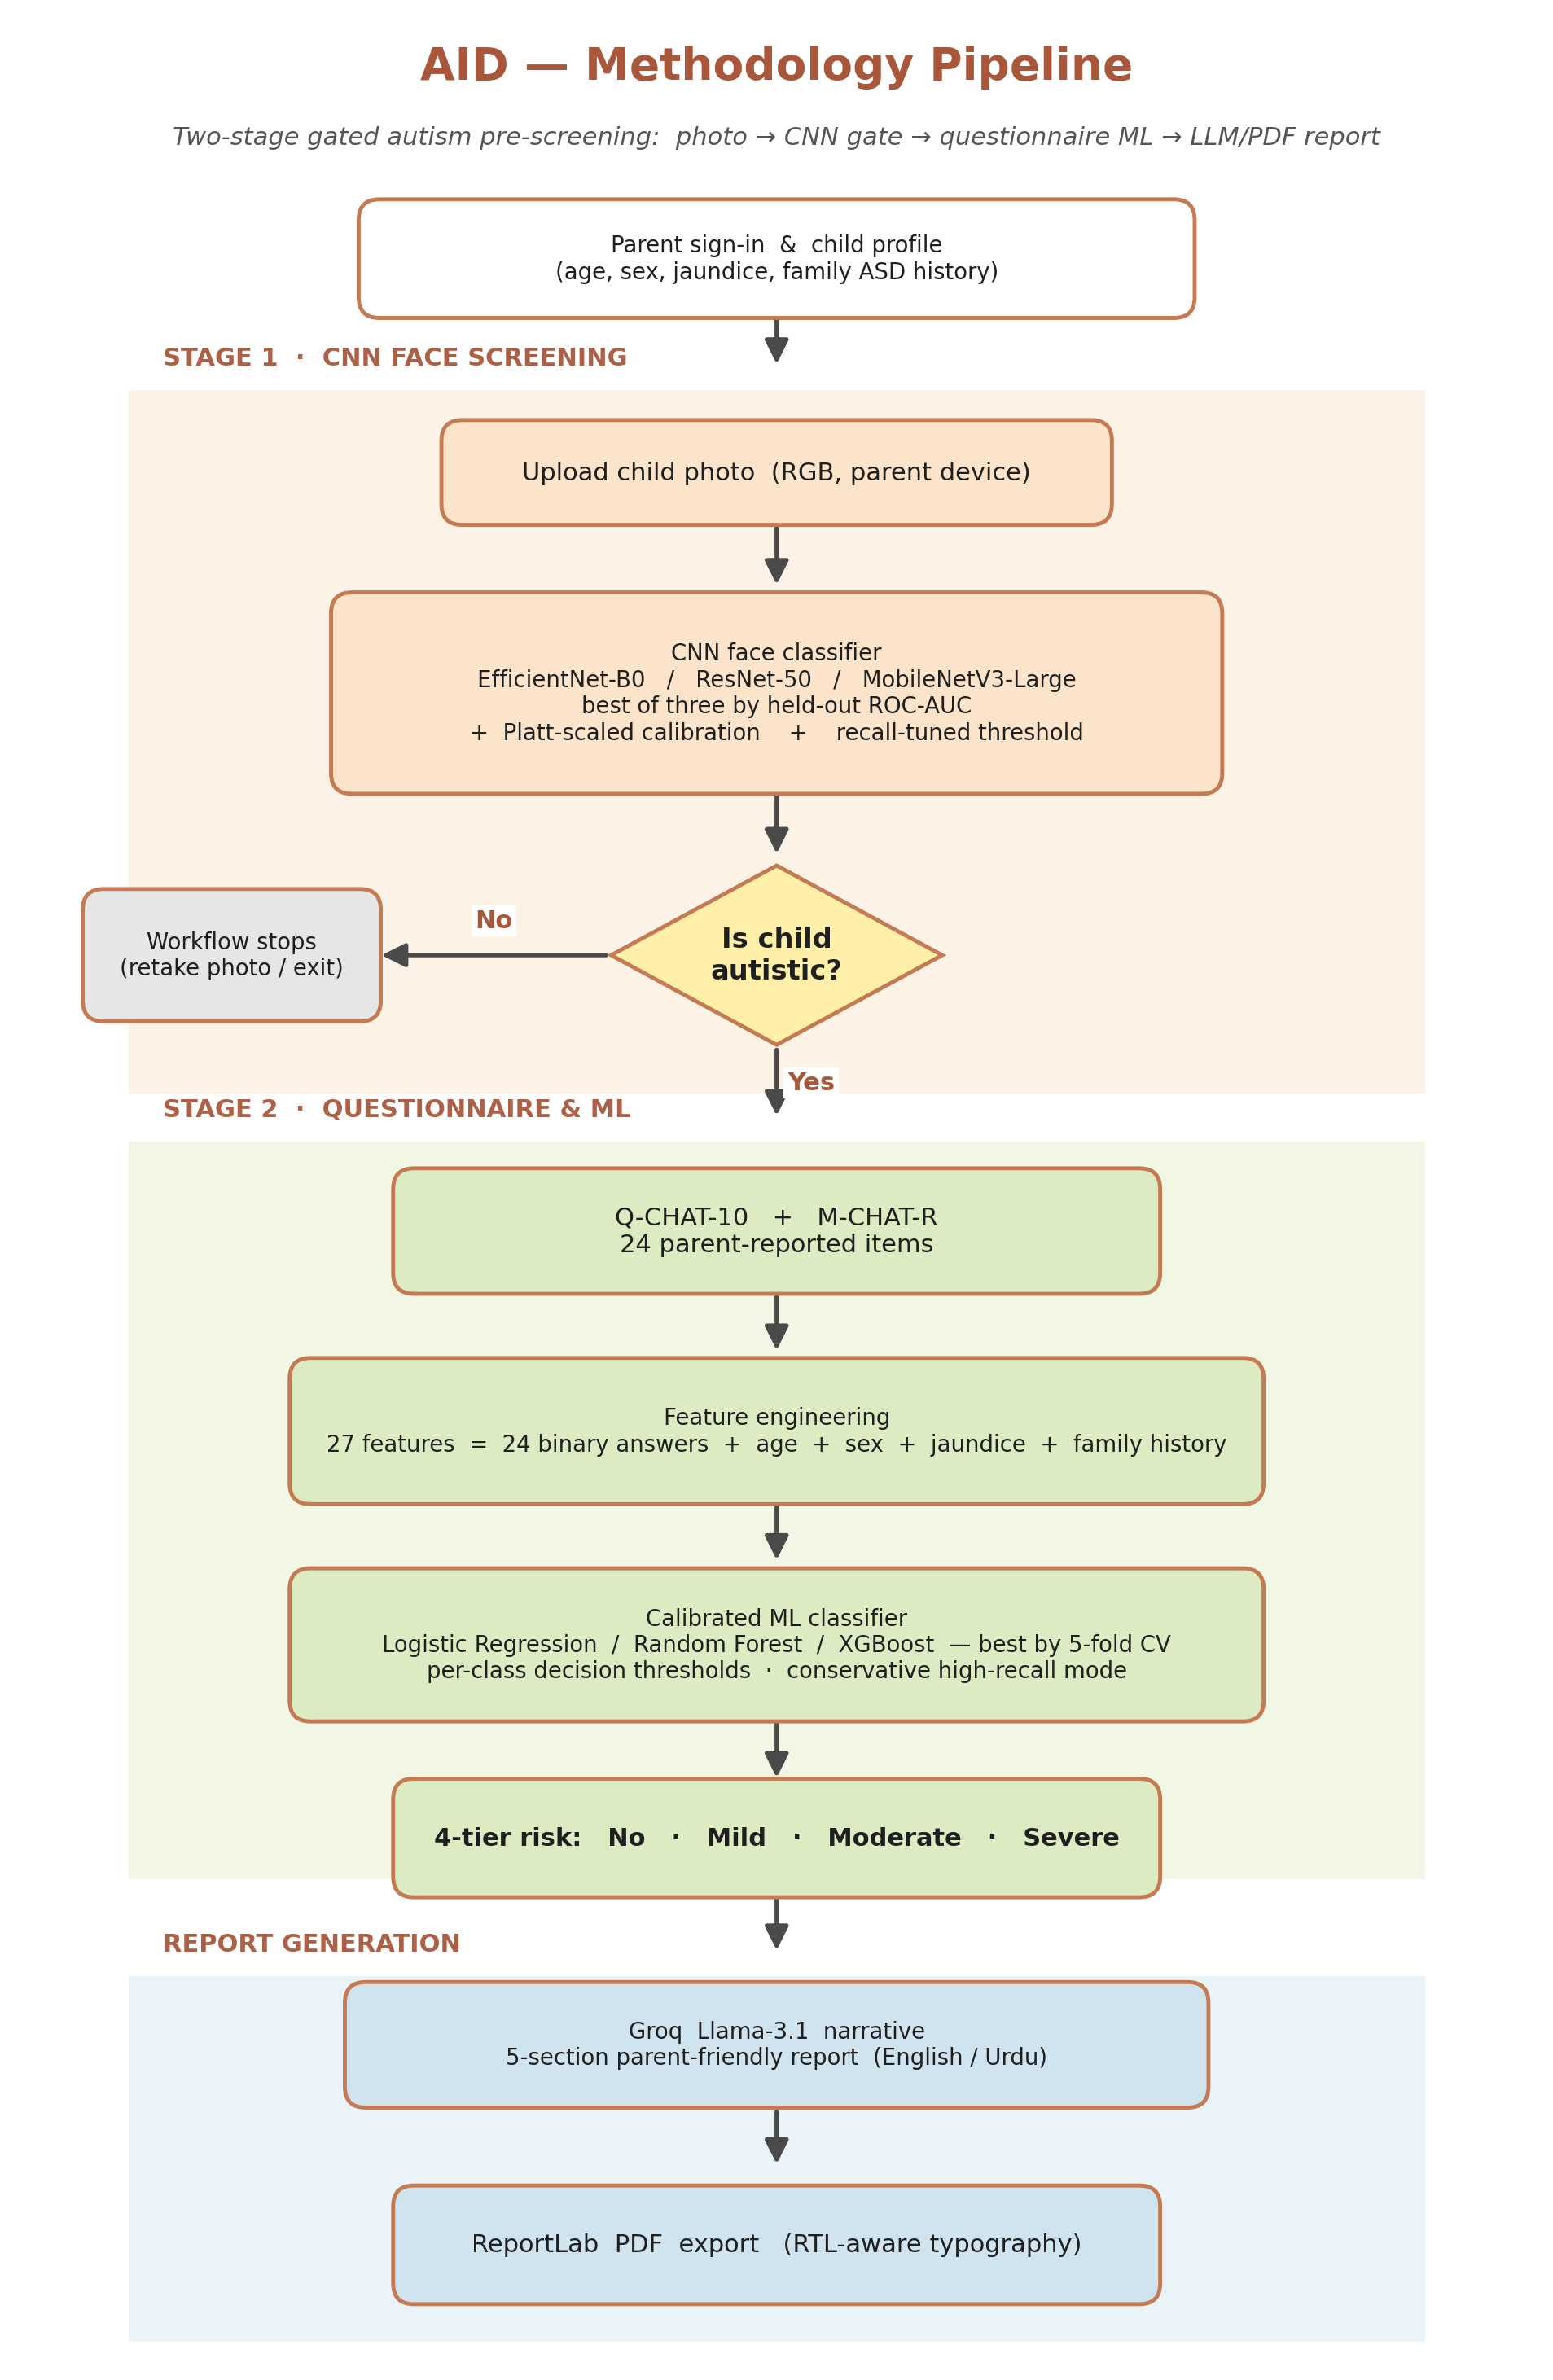 AID — Methodology Pipeline
Two-stage gated autism pre-screening: photo → CNN gate → questionnaire ML → LLM/PDF report
Parent sign-in & child profile
(age, sex, jaundice, family ASD history)
STAGE 1 · CNN FACE SCREENING
Upload child photo (RGB, parent device)
CNN face classifier
EfficientNet-B0 / ResNet-50 / MobileNetV3-Large
best of three by held-out ROC-AUC
+ Platt-scaled calibration + recall-tuned threshold
Is child
autistic?
No
Workflow stops
(retake photo / exit)
Yes
STAGE 2 · QUESTIONNAIRE & ML
Q-CHAT-10 + M-CHAT-R
24 parent-reported items
Feature engineering
27 features = 24 binary answers + age + sex + jaundice + family history
Calibrated ML classifier
Logistic Regression / Random Forest / XGBoost — best by 5-fold CV
per-class decision thresholds · conservative high-recall mode
4-tier risk: No · Mild · Moderate · Severe
REPORT GENERATION
Groq Llama-3.1 narrative
5-section parent-friendly report (English / Urdu)
ReportLab PDF export (RTL-aware typography)